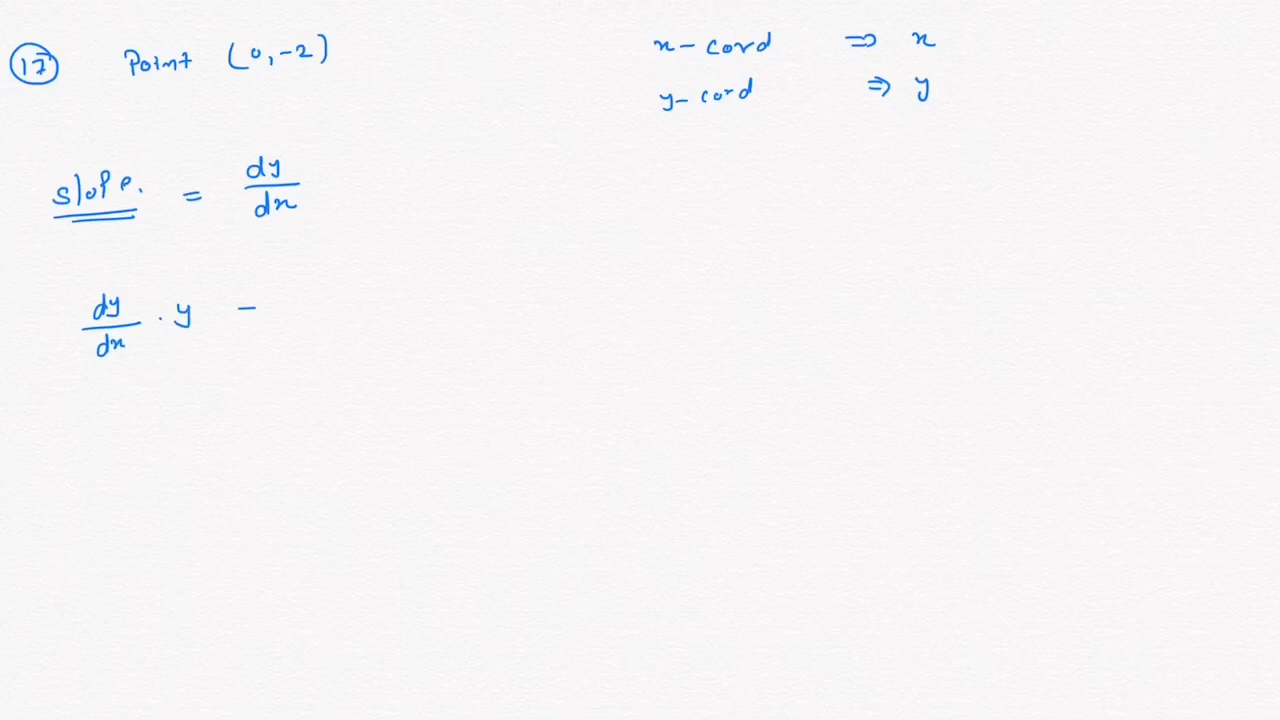 17 Point (0,-2)
x-cord ⇒ x
y-cord ⇒ y
slope. = dy/dx
dy/dx . y –